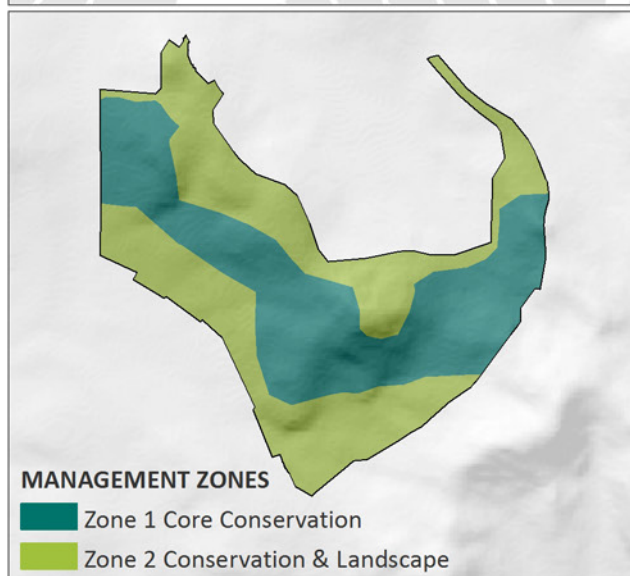 MANAGEMENT ZONES
Zone 1 Core Conservation
Zone 2 Conservation & Landscape